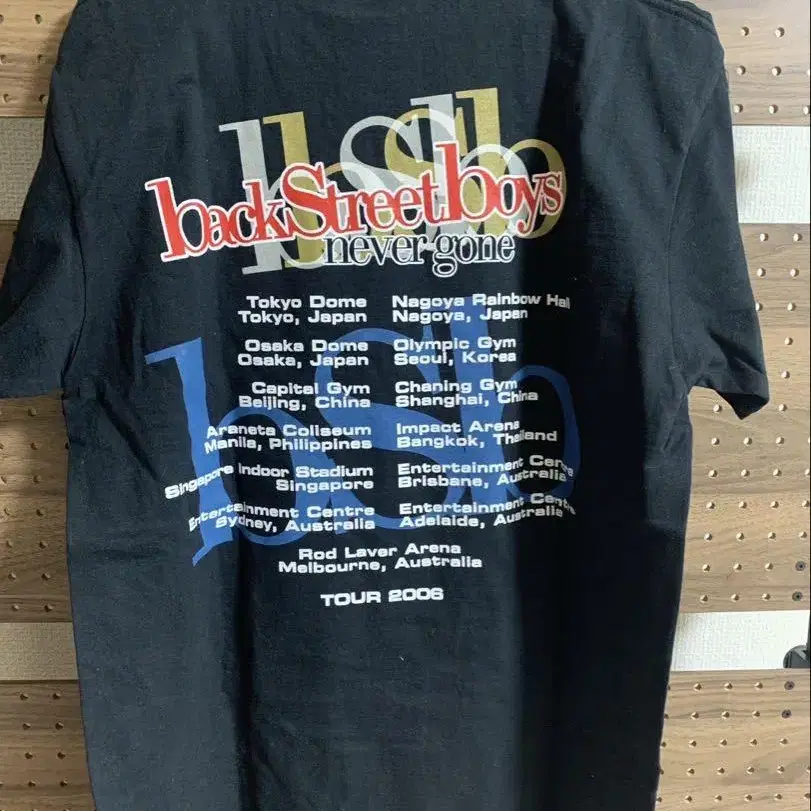 bsb
backStreetboys
never gone
Tokyo Dome
Tokyo, Japan
Nagoya Rainbow Hall
Nagoya, Japan
Osaka Dome
Osaka, Japan
Olympic Gym
Seoul, Korea
Capital Gym
Beijing, China
Chaning Gym
Shanghai, China
Araneta Coliseum
Manila, Philippines
Impact Arena
Bangkok, Thailand
Singapore Indoor Stadium
Singapore
Entertainment Centre
Brisbane, Australia
Entertainment Centre
Sydney, Australia
Entertainment Centre
Adelaide, Australia
Rod Laver Arena
Melbourne, Australia
TOUR 2006
bsb